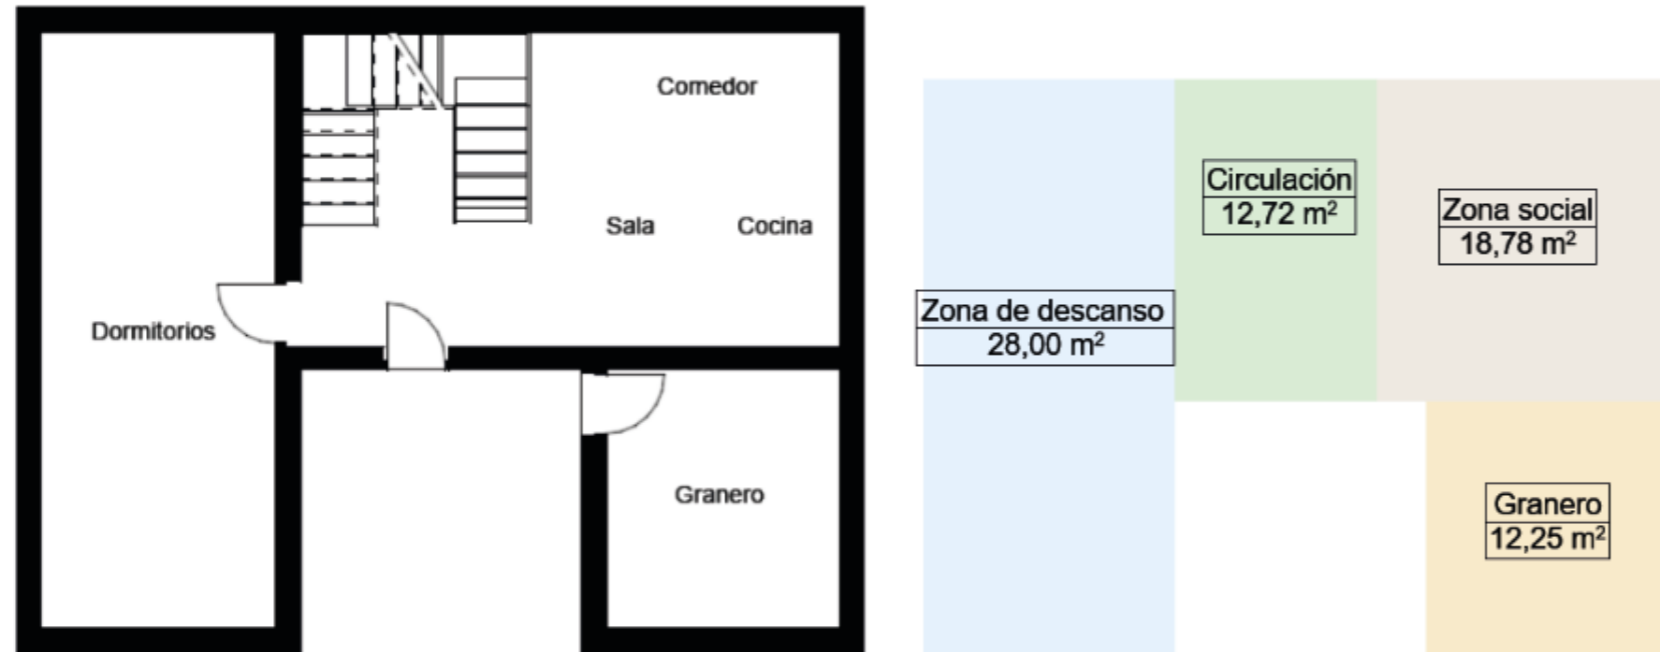 Comedor
Sala
Cocina
Dormitorios
Granero
Circulación
12,72 m²
Zona social
18,78 m²
Zona de descanso
28,00 m²
Granero
12,25 m²